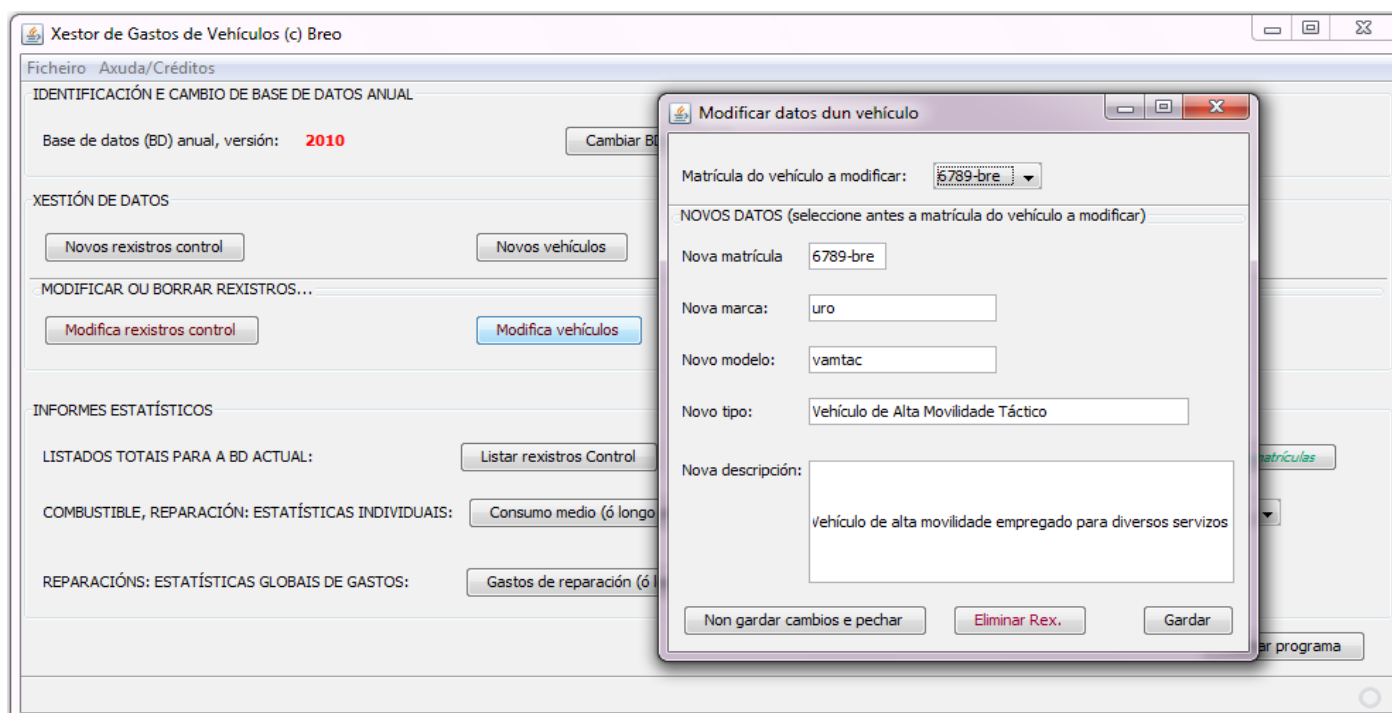 Xestor de Gastos de Vehículos (c) Breo
Ficheiro Axuda/Créditos
IDENTIFICACIÓN E CAMBIO DE BASE DE DATOS ANUAL
Base de datos (BD) anual, versión: 2010
Cambiar
XESTIÓN DE DATOS
Novos rexistros control
Novos vehículos
MODIFICAR OU BORRAR REXISTROS...
Modifica rexistros control
Modifica vehículos
INFORMES ESTATÍSTICOS
LISTADOS TOTAIS PARA A BD ACTUAL:
Listar rexistros Control
matrículas
COMBUSTIBLE, REPARACIÓN: ESTATÍSTICAS INDIVIDUAIS:
Consumo medio (ó longo
REPARACIÓNS: ESTATÍSTICAS GLOBAIS DE GASTOS:
Gastos de reparación (ó
programa
Modificar datos dun vehículo
Matrícula do vehículo a modificar: 6789-bre
NOVOS DATOS (seleccione antes a matrícula do vehículo a modificar)
Nova matrícula 6789-bre
Nova marca: uro
Novo modelo: vamtac
Novo tipo: Vehículo de Alta Movilidade Táctico
Nova descripción: Vehículo de alta movilidade empregado para diversos servizos
Non gardar cambios e pechar
Eliminar Rex.
Gardar